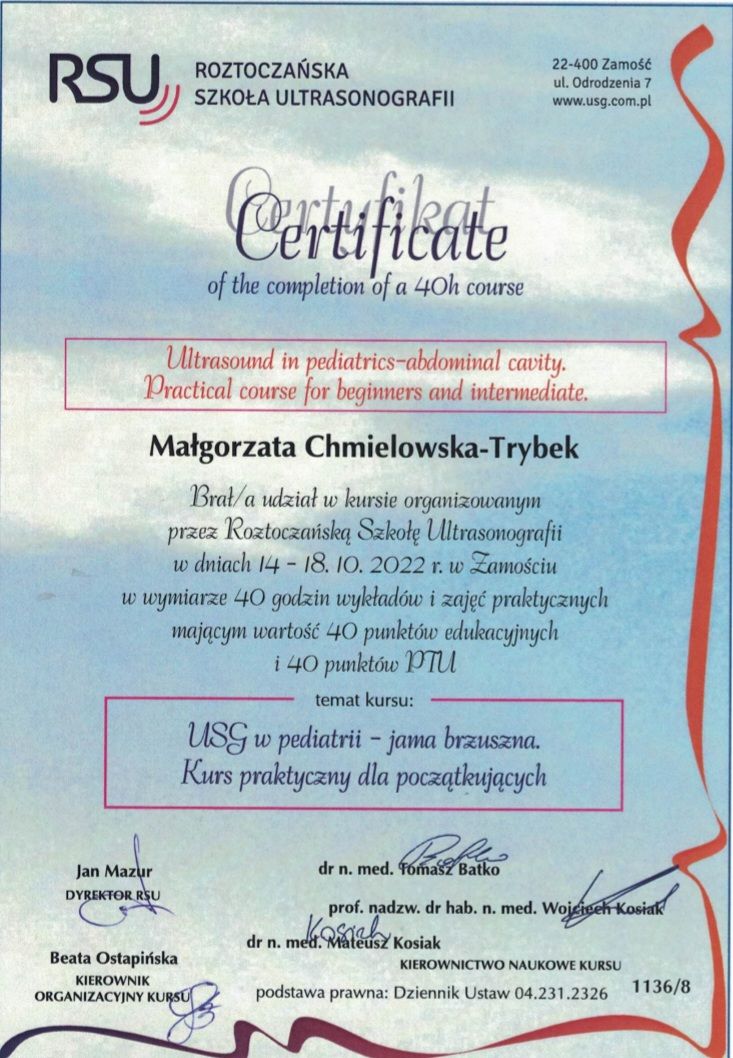 RSU
ROZTOCZAŃSKA
SZKOŁA ULTRASONOGRAFII
22-400 Zamość
ul. Odrodzenia 7
www.usg.com.pl
Certyfikat
Certificate
of the completion of a 40h course
Ultrasound in pediatrics-abdominal cavity.
Practical course for beginners and intermediate.
Małgorzata Chmielowska-Trybek
Brał/a udział w kursie organizowanym
przez Roztoczańską Szkołę Ultrasonografii
w dniach 14 - 18. 10. 2022 r. w Zamościu
w wymiarze 40 godzin wykładów i zajęć praktycznych
mającym wartość 40 punktów edukacyjnych
i 40 punktów PTU
temat kursu:
USG w pediatrii - jama brzuszna.
Kurs praktyczny dla początkujących
Jan Mazur
DYREKTOR RSU
dr n. med. Tomasz Batko
prof. nadzw. dr hab. n. med. Wojciech Kosiak
Kosiak
dr n. med. Mateusz Kosiak
KIEROWNICTWO NAUKOWE KURSU
Beata Ostapińska
KIEROWNIK
ORGANIZACYJNY KURSU
podstawa prawna: Dziennik Ustaw 04.231.2326
1136/8